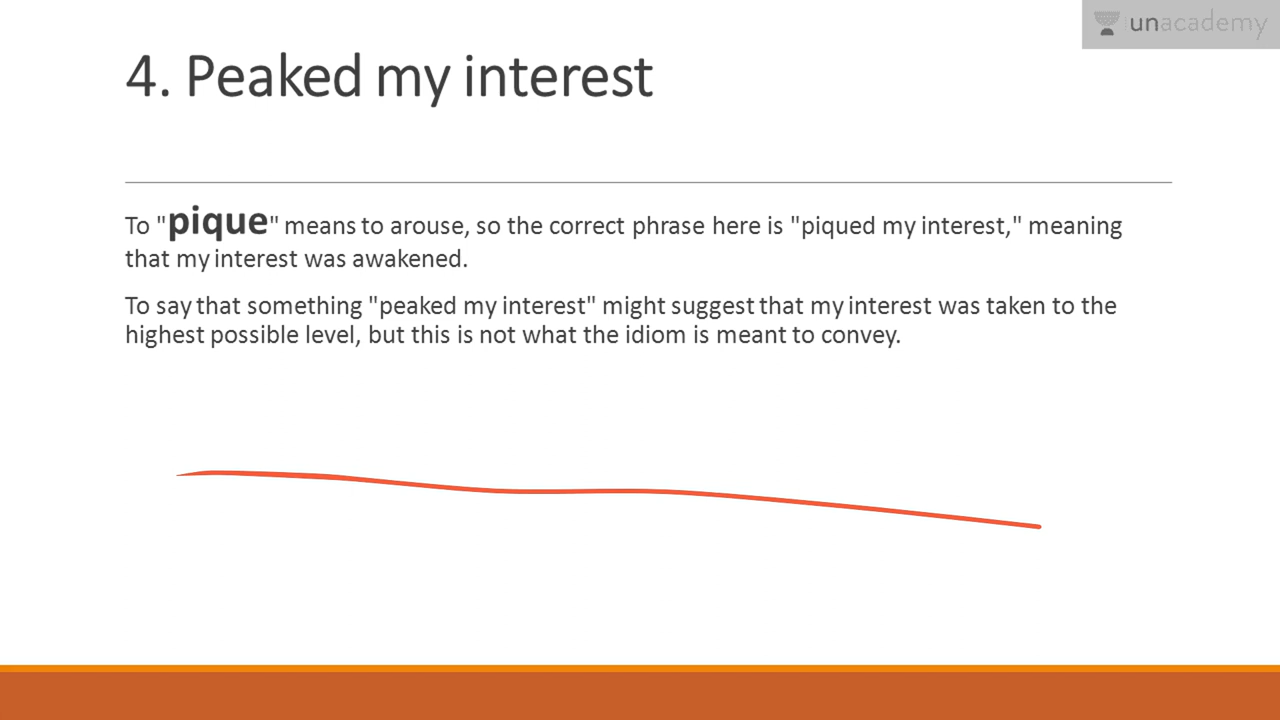 unacademy
4. Peaked my interest
To "pique" means to arouse, so the correct phrase here is "piqued my interest," meaning
that my interest was awakened.
To say that something "peaked my interest" might suggest that my interest was taken to the
highest possible level, but this is not what the idiom is meant to convey.